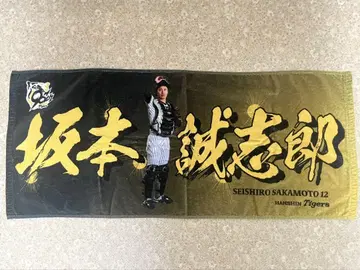 坂本 誠志郎
SEISHIRO SAKAMOTO 12
HANSHIN Tigers